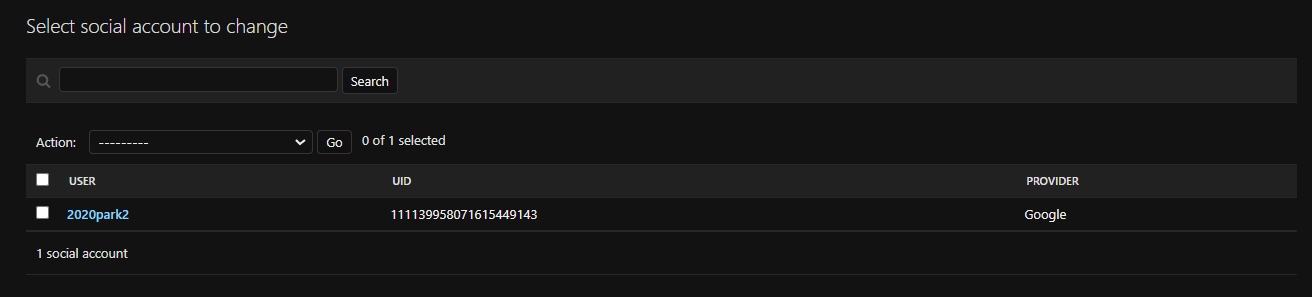 Select social account to change
Search
Action: --------- Go 0 of 1 selected
USER UID PROVIDER
2020park2 111139958071615449143 Google
1 social account